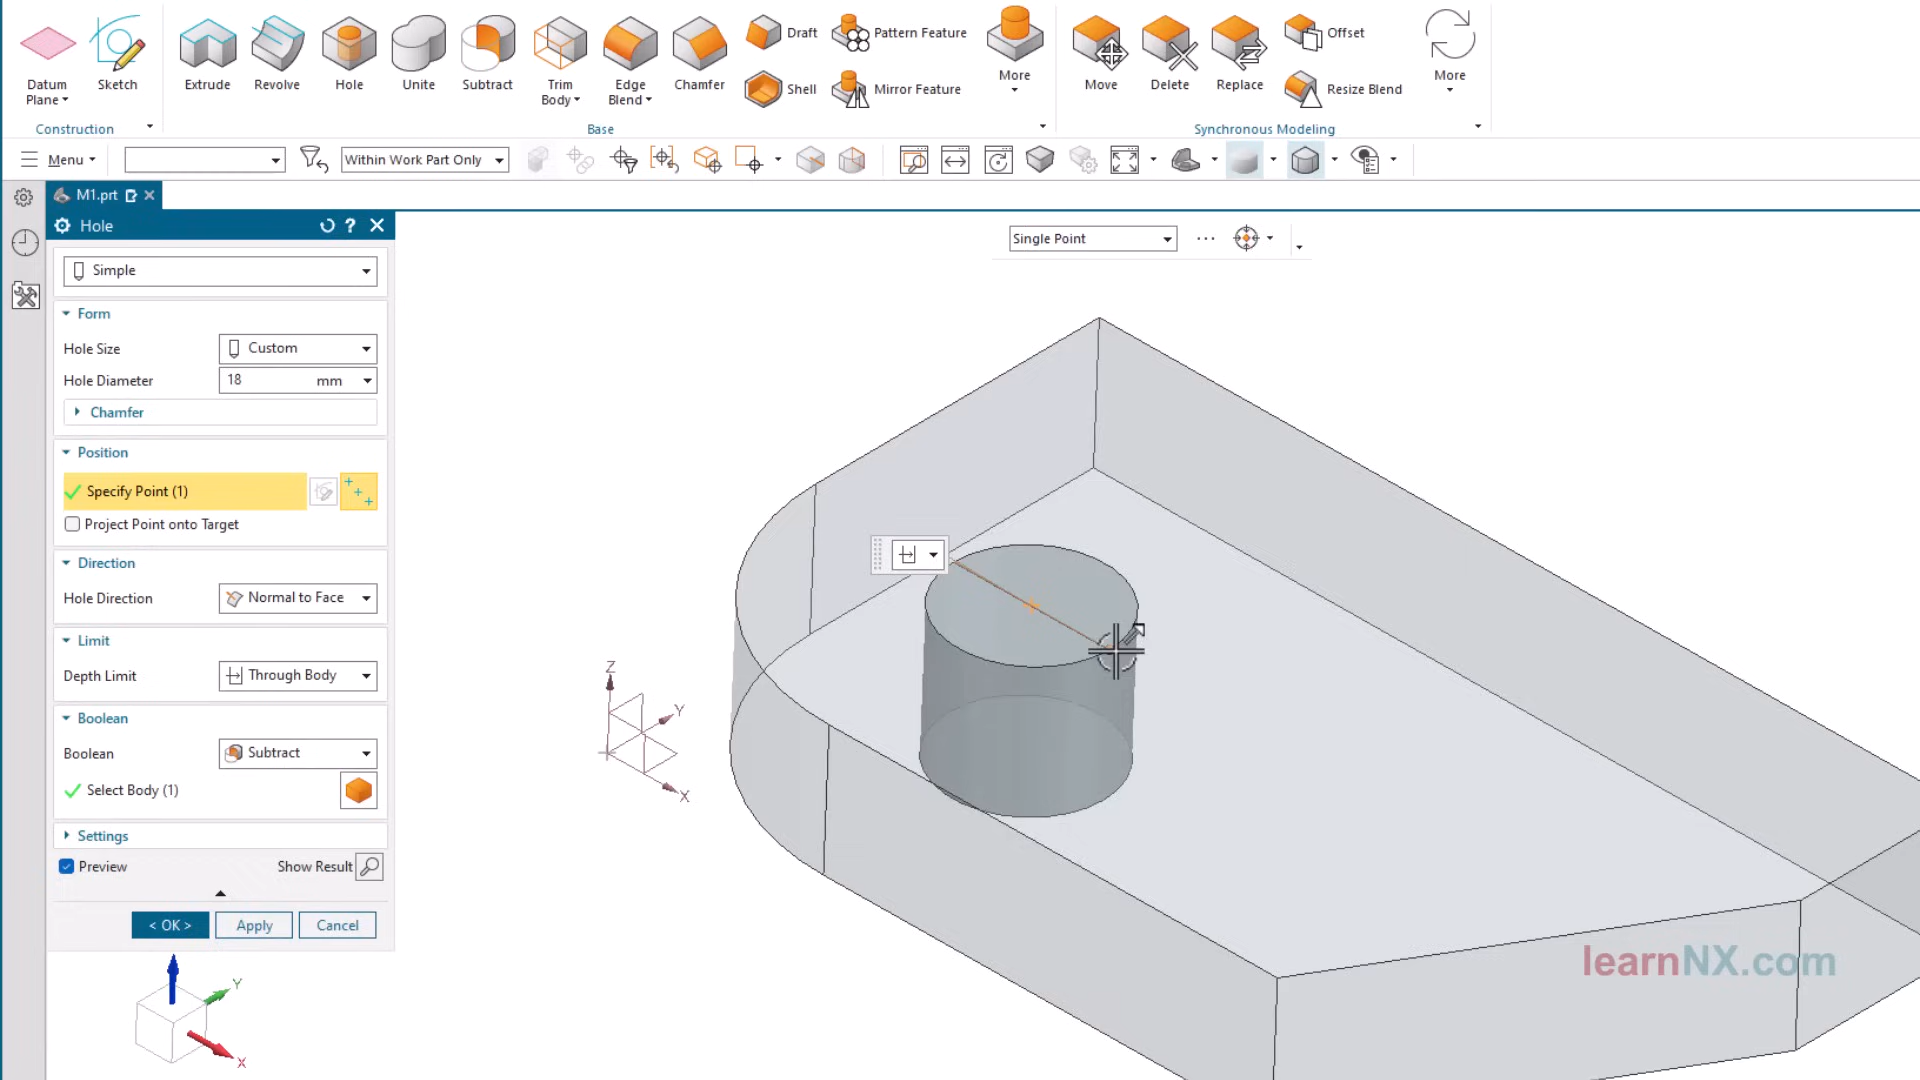 Datum
Plane
Sketch
Extrude
Revolve
Hole
Unite
Subtract
Trim
Body
Edge
Blend
Chamfer
Draft
Shell
Pattern Feature
Mirror Feature
More
Move
Delete
Replace
Offset
Resize Blend
More
Construction
Base
Synchronous Modeling
Menu
Within Work Part Only
M1.prt
Hole
Single Point
Simple
Form
Hole Size
Custom
Hole Diameter
18 mm
Chamfer
Position
Specify Point (1)
Project Point onto Target
Direction
Hole Direction
Normal to Face
Limit
Depth Limit
Through Body
Boolean
Boolean
Subtract
Select Body (1)
Settings
Preview
Show Result
< OK >
Apply
Cancel
Z
Y
X
Y
X
learnNX.com